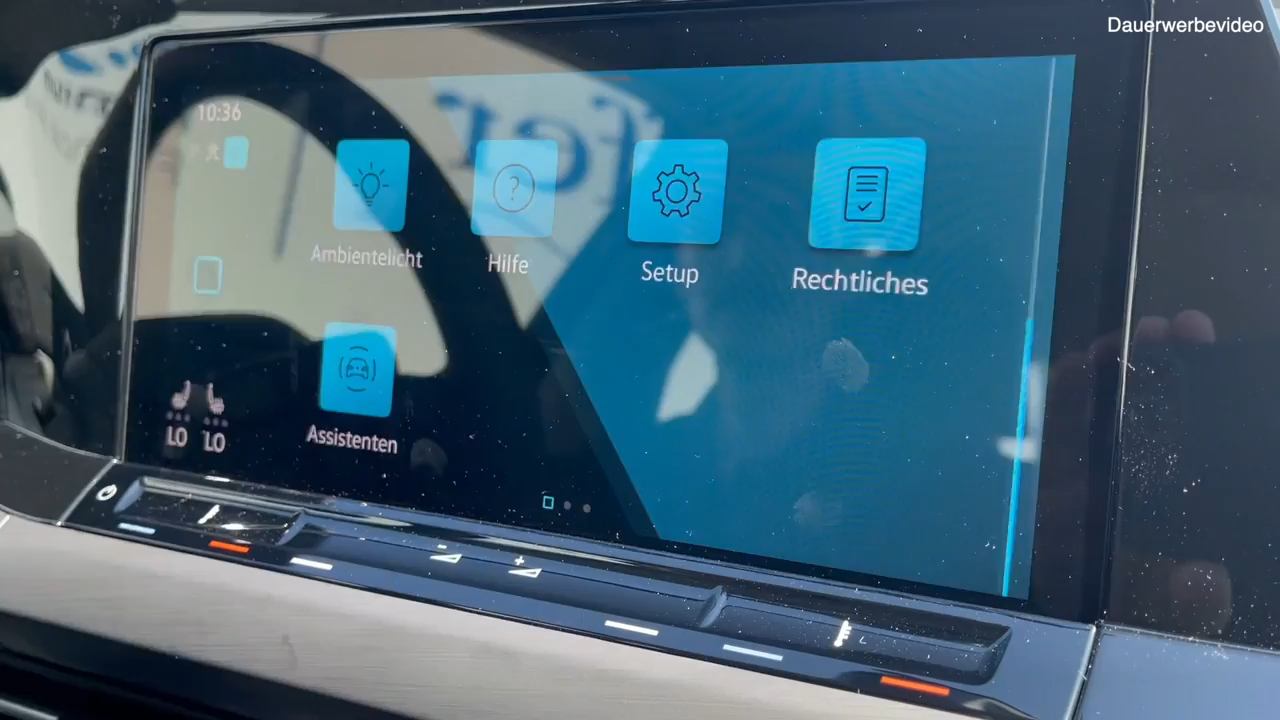 Dauerwerbevideo
10:36
Ambientelicht
Hilfe
Setup
Rechtliches
Assistenten
LO LO